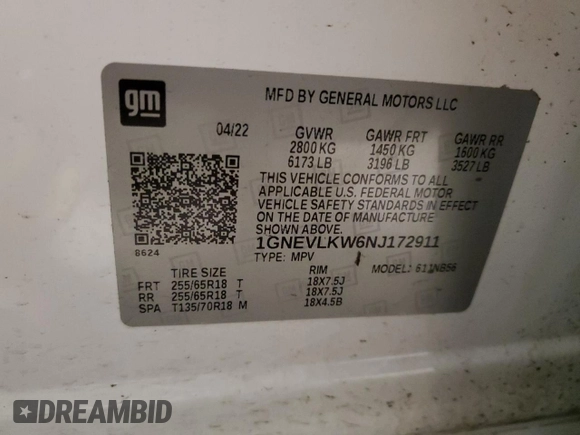 gm
MFD BY GENERAL MOTORS LLC
04/22 GVWR GAWR FRT GAWR RR
2800 KG 1450 KG 1600 KG
6173 LB 3196 LB 3527 LB
THIS VEHICLE CONFORMS TO ALL
APPLICABLE U.S. FEDERAL MOTOR
VEHICLE SAFETY STANDARDS IN EFFECT
ON THE DATE OF MANUFACTURE
SHOWN ABOVE.
8624 1GNEVLKW6NJ172911
TYPE: MPV MODEL: 611NB56
TIRE SIZE RIM
FRT 255/65R18 T 18X7.5J
RR 255/65R18 T 18X7.5J
SPA T135/70R18 M 18X4.5B
DREAMBID